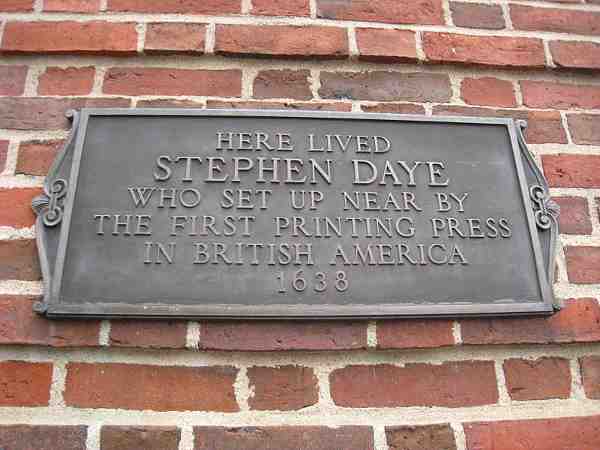 HERE LIVED
STEPHEN DAYE
WHO SET UP NEAR BY
THE FIRST PRINTING PRESS
IN BRITISH AMERICA
1638